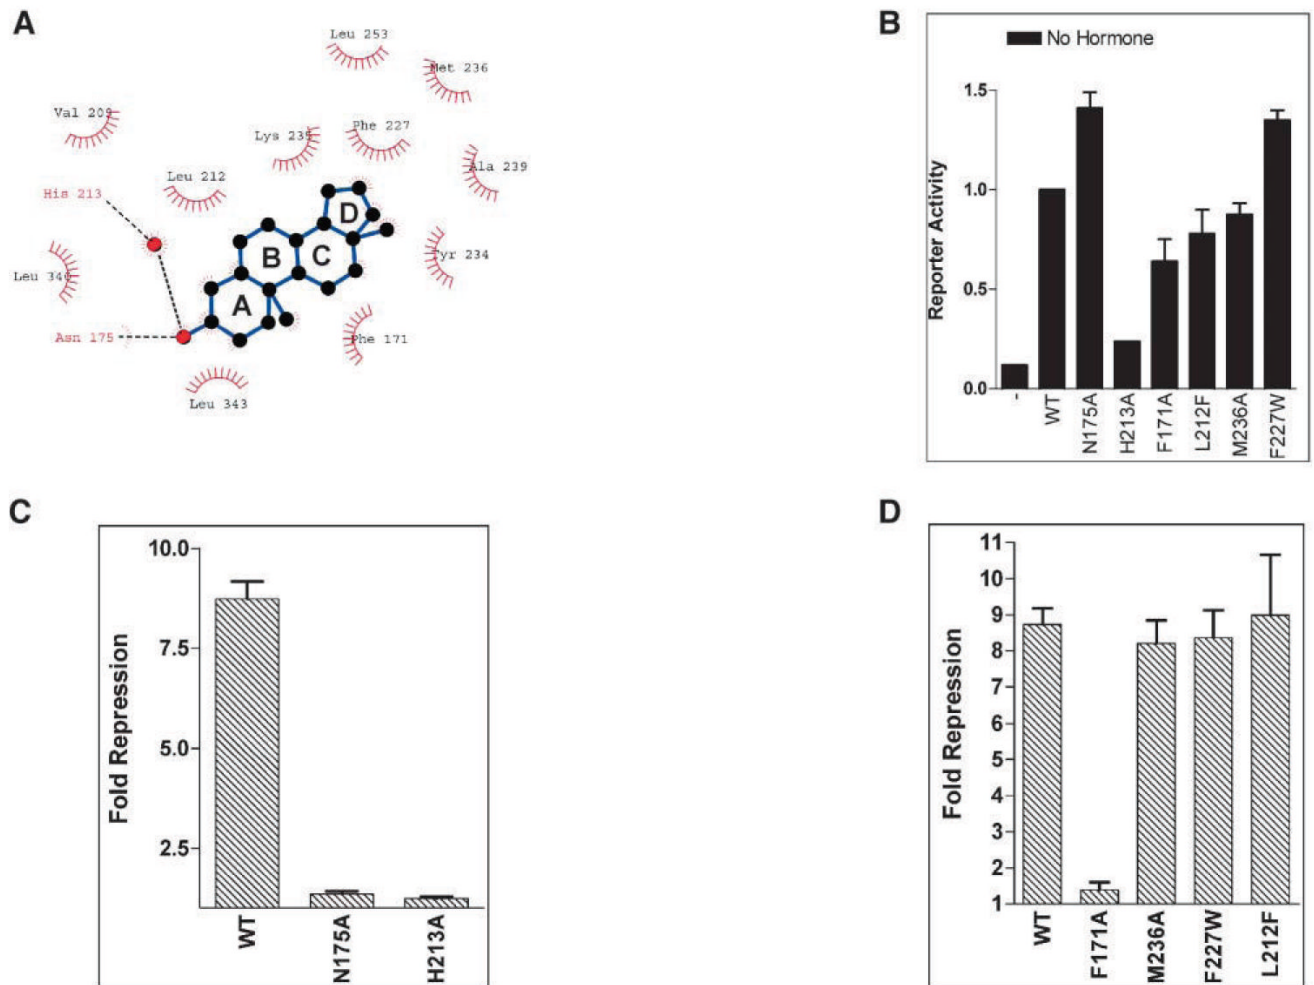 A
Leu 253
Met 236
Val 209
Lys 235
Phe 227
Ala 239
Leu 212
His 213
D
B C
Tyr 234
Leu 34
A
Asn 175
Phe 171
Leu 343
B
No Hormone
Reporter Activity
1.5
1.0
0.5
0.0
-
WT
N175A
H213A
F171A
L212F
M236A
F227W
C
Fold Repression
10.0
7.5
5.0
2.5
WT
N175A
H213A
D
Fold Repression
11
10
9
8
7
6
5
4
3
2
1
WT
F171A
M236A
F227W
L212F